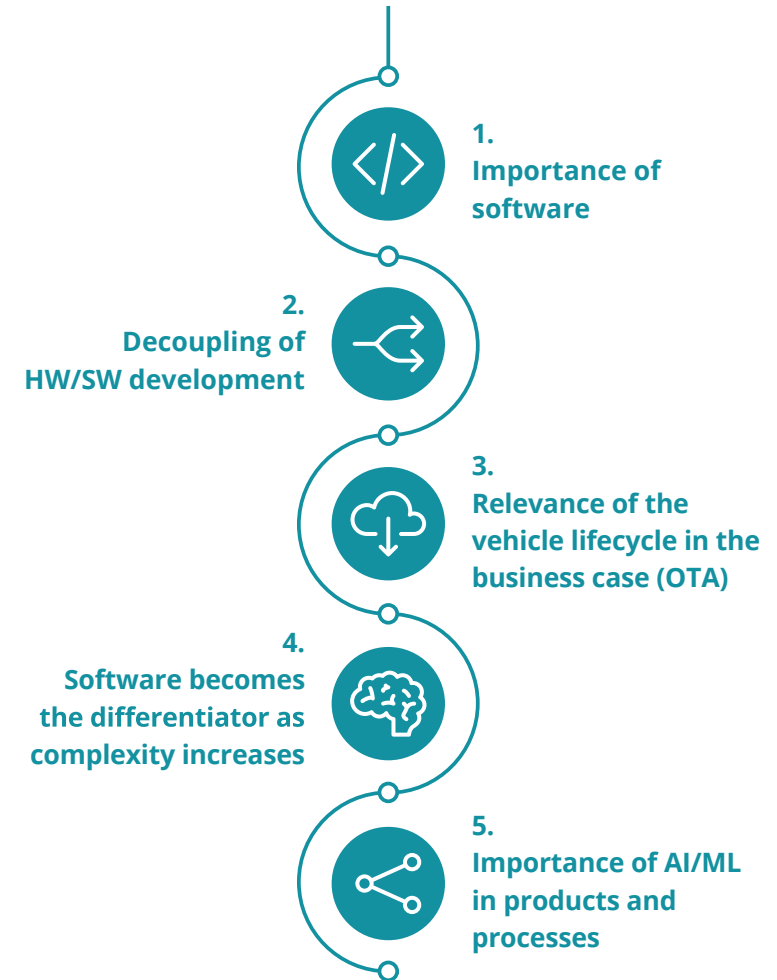 1.
Importance of
software
2.
Decoupling of
HW/SW development
3.
Relevance of the
vehicle lifecycle in the
business case (OTA)
4.
Software becomes
the differentiator as
complexity increases
5.
Importance of AI/ML
in products and
processes